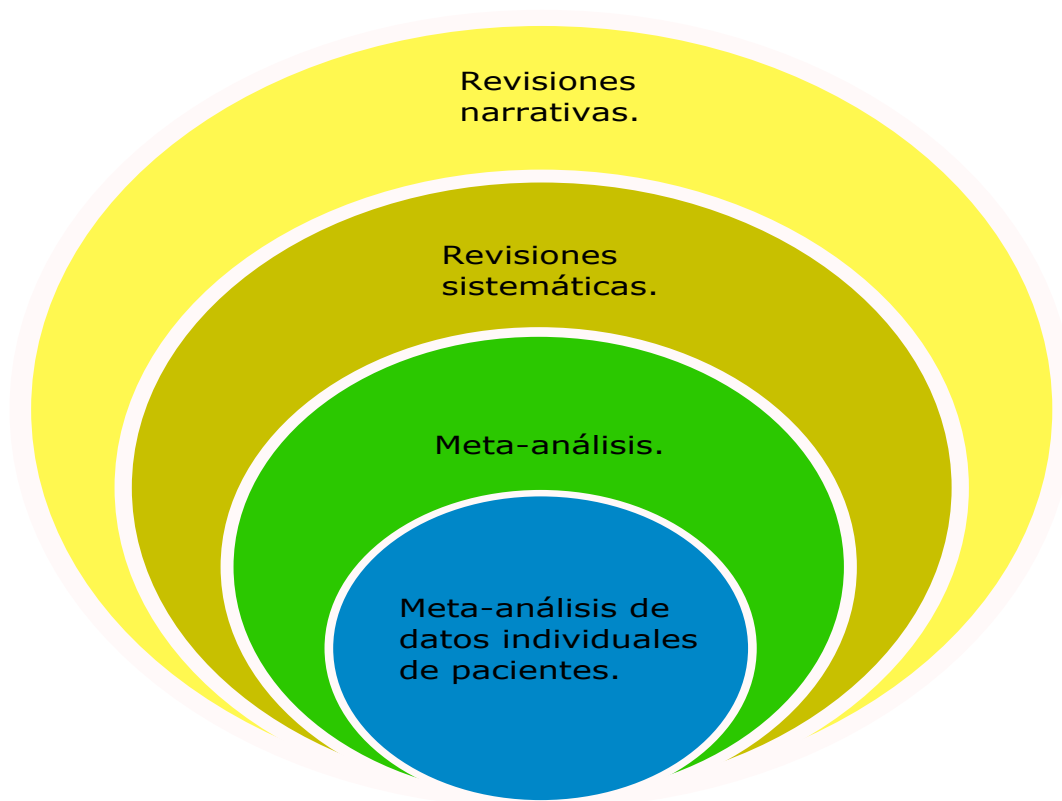 Revisiones
narrativas.
Revisiones
sistemáticas.
Meta-análisis.
Meta-análisis de
datos individuales
de pacientes.